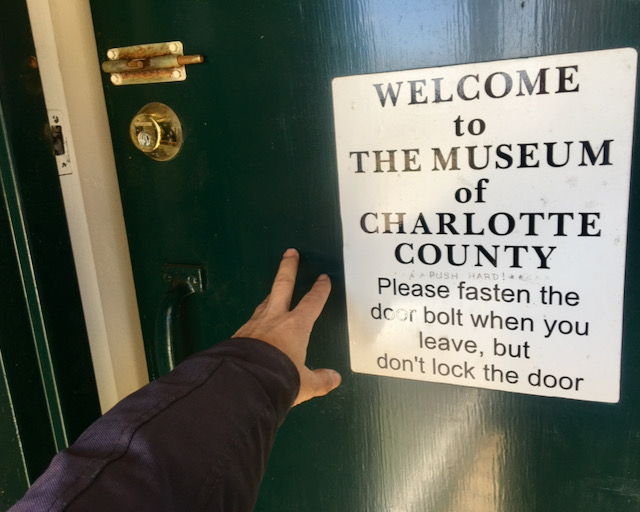 WELCOME
to
THE MUSEUM
of
CHARLOTTE
COUNTY
** PUSH HARD! **
Please fasten the
door bolt when you
leave, but
don't lock the door